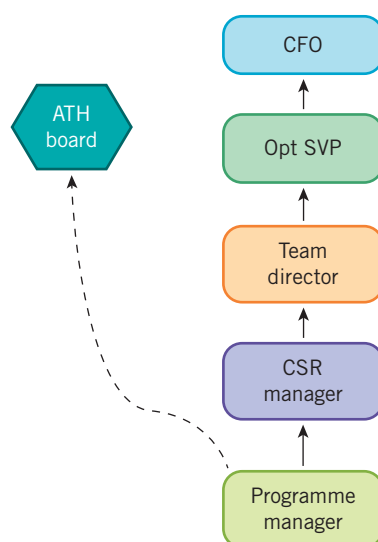 CFO
ATH
board
Opt SVP
Team
director
CSR
manager
Programme
manager